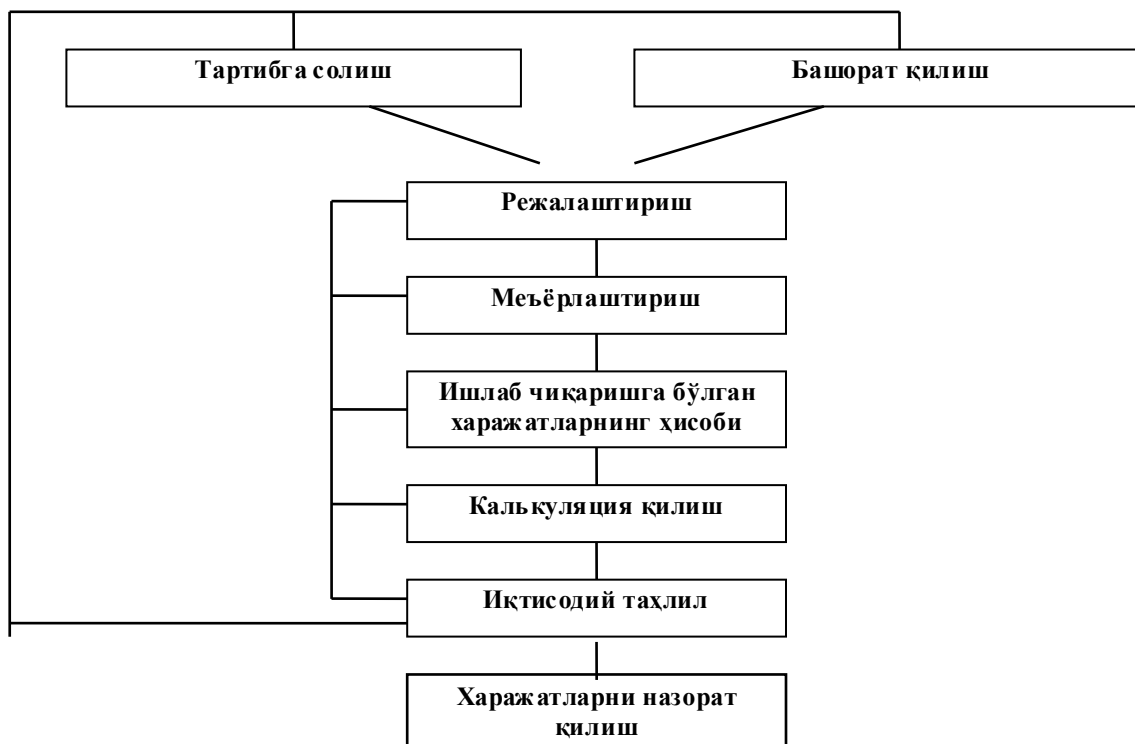 Тартибга солиш
Башорат қилиш
Режалаштириш
Меъёрлаштириш
Ишлаб чиқаришга бўлган
харажатларнинг ҳисоби
Калькуляция қилиш
Иқтисодий таҳлил
Харажатларни назорат
қилиш